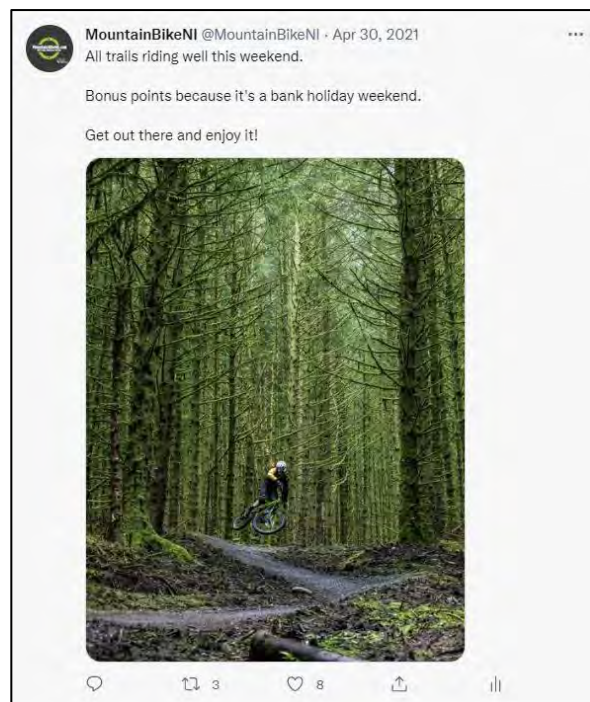 MountainBikeNI @MountainBikeNI · Apr 30, 2021
All trails riding well this weekend.
Bonus points because it's a bank holiday weekend.
Get out there and enjoy it!
3 8